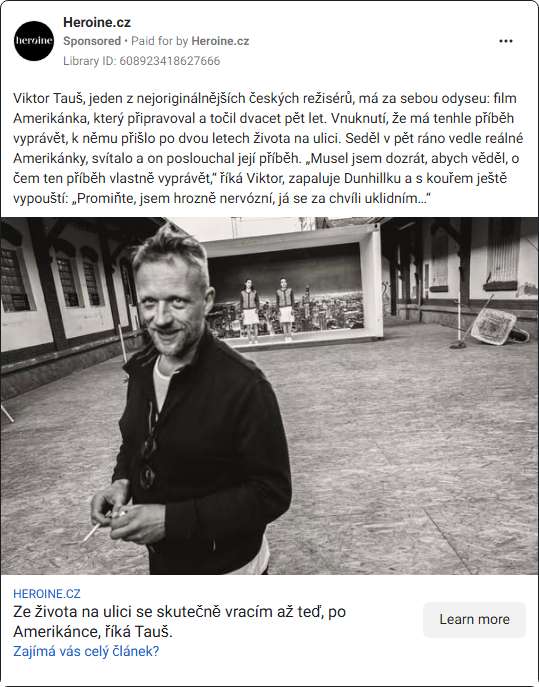 heroine
Heroine.cz
Sponsored • Paid for by Heroine.cz
Library ID: 608923418627666
Viktor Tauš, jeden z nejoriginálnějších českých režisérů, má za sebou odyseu: film
Amerikánka, který připravoval a točil dvacet pět let. Vnuknutí, že má tenhle příběh
vyprávět, k němu přišlo po dvou letech života na ulici. Seděl v pět ráno vedle reálné
Amerikánky, svítalo a on poslouchal její příběh. „Musel jsem dozrát, abych věděl, o
čem ten příběh vlastně vyprávět,“ říká Viktor, zapaluje Dunhillku a s kouřem ještě
vypouští: „Promiňte, jsem hrozně nervózní, já se za chvíli uklidním…“
HEROINE.CZ
Ze života na ulici se skutečně vracím až teď, po
Amerikánce, říká Tauš.
Learn more
Zajímá vás celý článek?